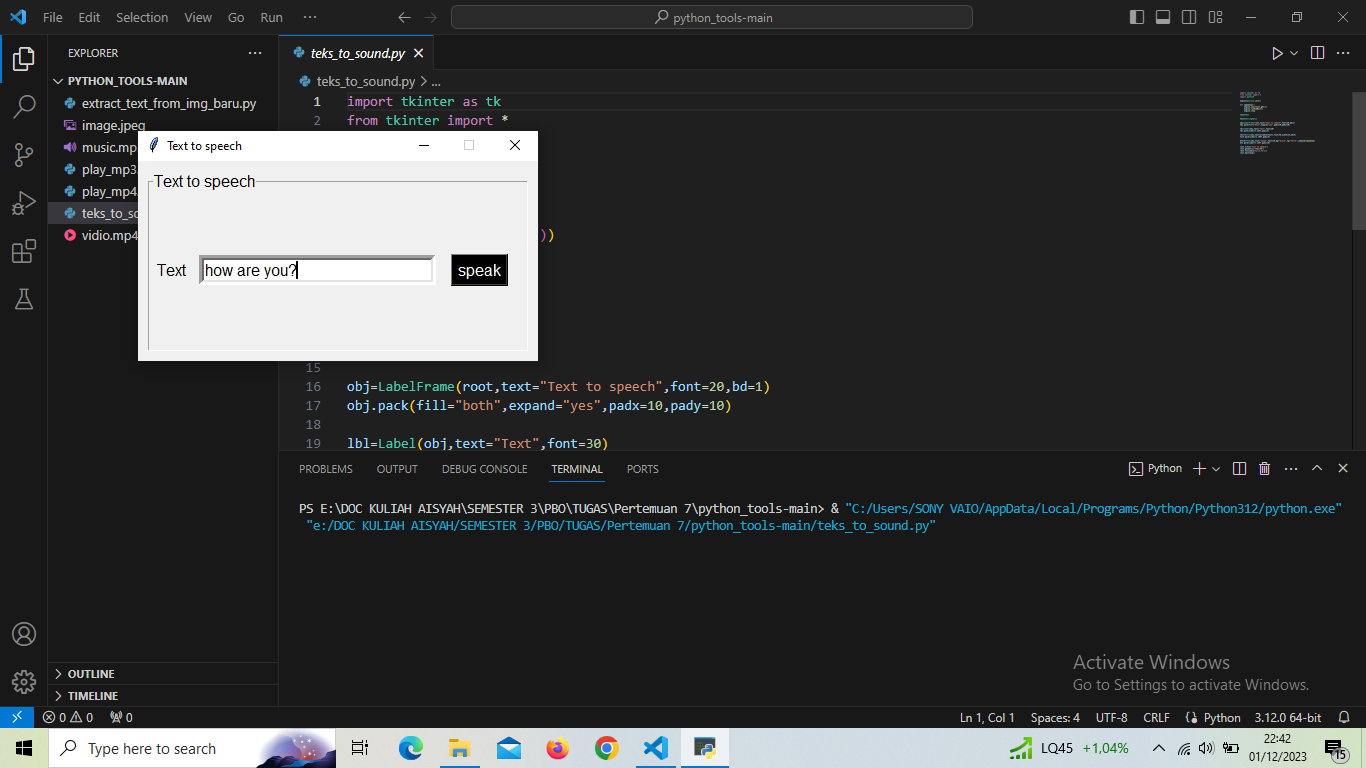 File Edit Selection View Go Run ··· python_tools-main
EXPLORER ···
PYTHON_TOOLS-MAIN
extract_text_from_img_baru.py
image.jpeg
music.mp
play_mp3
play_mp4
teks_to_so
vidio.mp4
teks_to_sound.py
teks_to_sound.py > ...
1 import tkinter as tk
2 from tkinter import *
Text to speech
Text to speech
Text how are you? speak
))
15
16 obj=LabelFrame(root,text="Text to speech",font=20,bd=1)
17 obj.pack(fill="both",expand="yes",padx=10,pady=10)
18
19 lbl=Label(obj,text="Text",font=30)
PROBLEMS OUTPUT DEBUG CONSOLE TERMINAL PORTS Python
PS E:\DOC KULIAH AISYAH\SEMESTER 3\PBO\TUGAS\Pertemuan 7\python_tools-main> & "C:/Users/SONY VAIO/AppData/Local/Programs/Python/Python312/python.exe"
"e:/DOC KULIAH AISYAH/SEMESTER 3/PBO/TUGAS/Pertemuan 7/python_tools-main/teks_to_sound.py"
Activate Windows
Go to Settings to activate Windows.
OUTLINE
TIMELINE
0 0 0 Ln 1, Col 1 Spaces: 4 UTF-8 CRLF Python 3.12.0 64-bit
Type here to search LQ45 +1,04% 22:42
01/12/2023 15